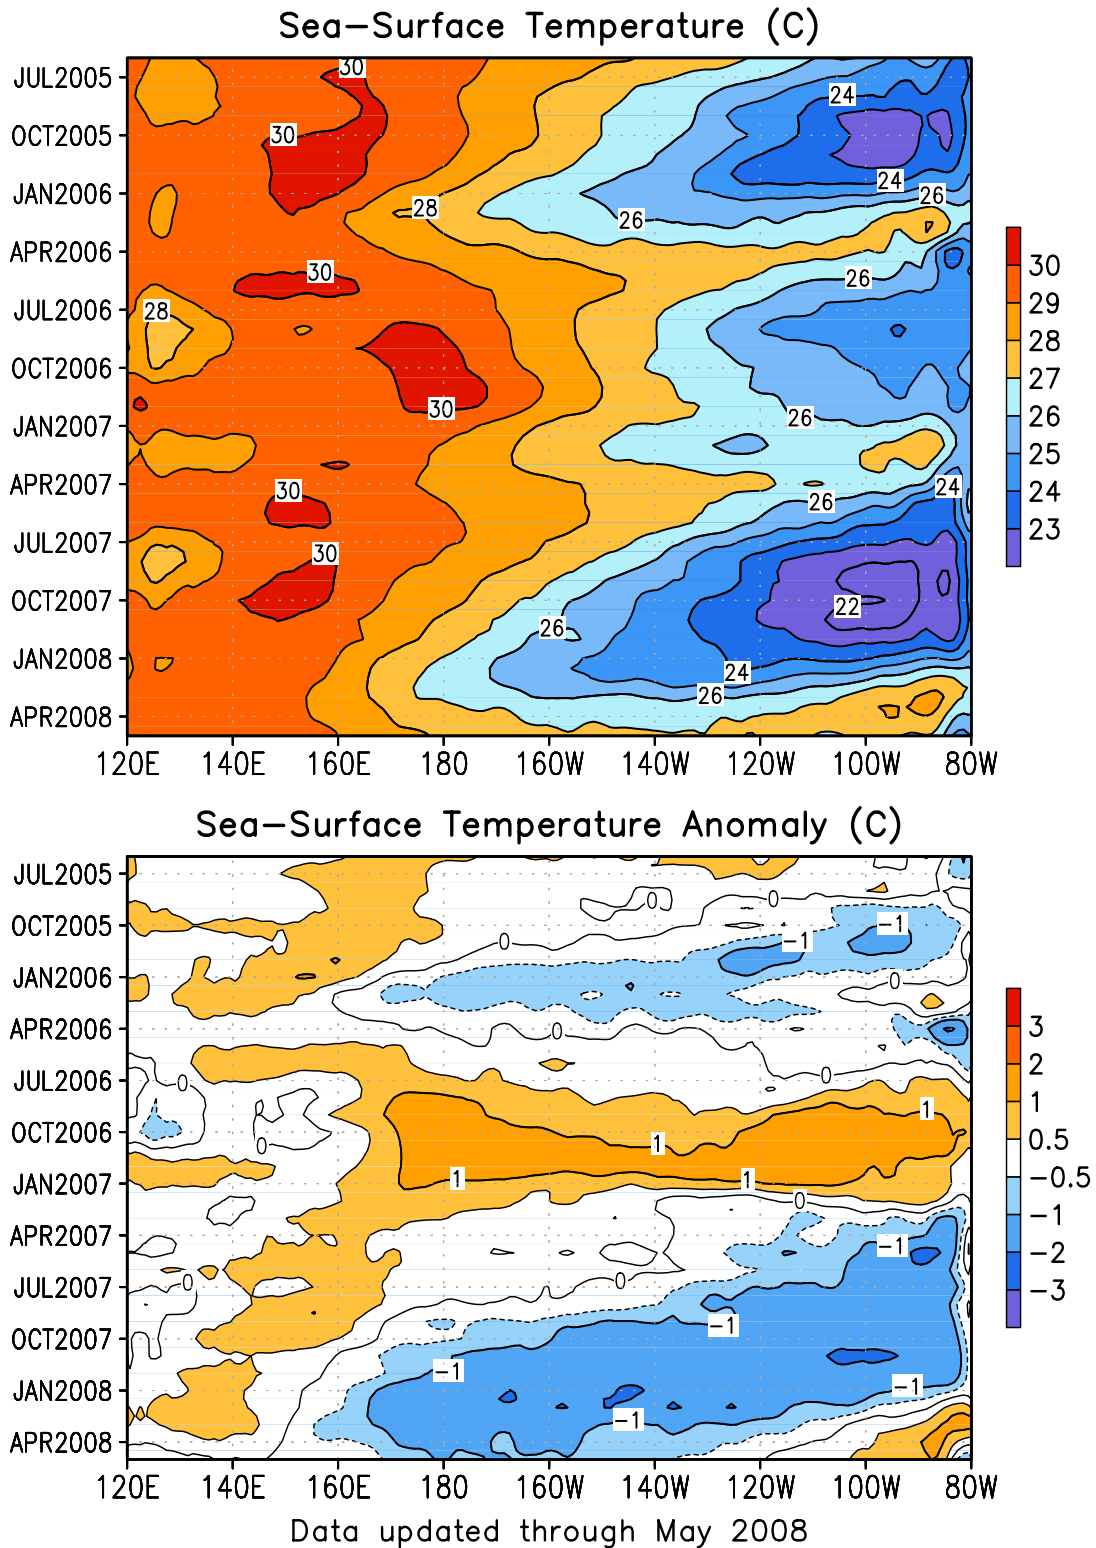 Sea-Surface Temperature (C)
JUL2005
OCT2005
JAN2006
APR2006
JUL2006
OCT2006
JAN2007
APR2007
JUL2007
OCT2007
JAN2008
APR2008
30
30
24
24
26
28
26
30
26
28
30
26
30
24
26
30
22
26
24
26
120E 140E 160E 180 160W 140W 120W 100W 80W
30
29
28
27
26
25
24
23
Sea-Surface Temperature Anomaly (C)
JUL2005
OCT2005
JAN2006
APR2006
JUL2006
OCT2006
JAN2007
APR2007
JUL2007
OCT2007
JAN2008
APR2008
0
0
-1
0
-1
0
0
0
0
1
0
1
1
1
0
-1
0
0
-1
-1
-1
-1
120E 140E 160E 180 160W 140W 120W 100W 80W
3
2
1
0.5
-0.5
-1
-2
-3
Data updated through May 2008